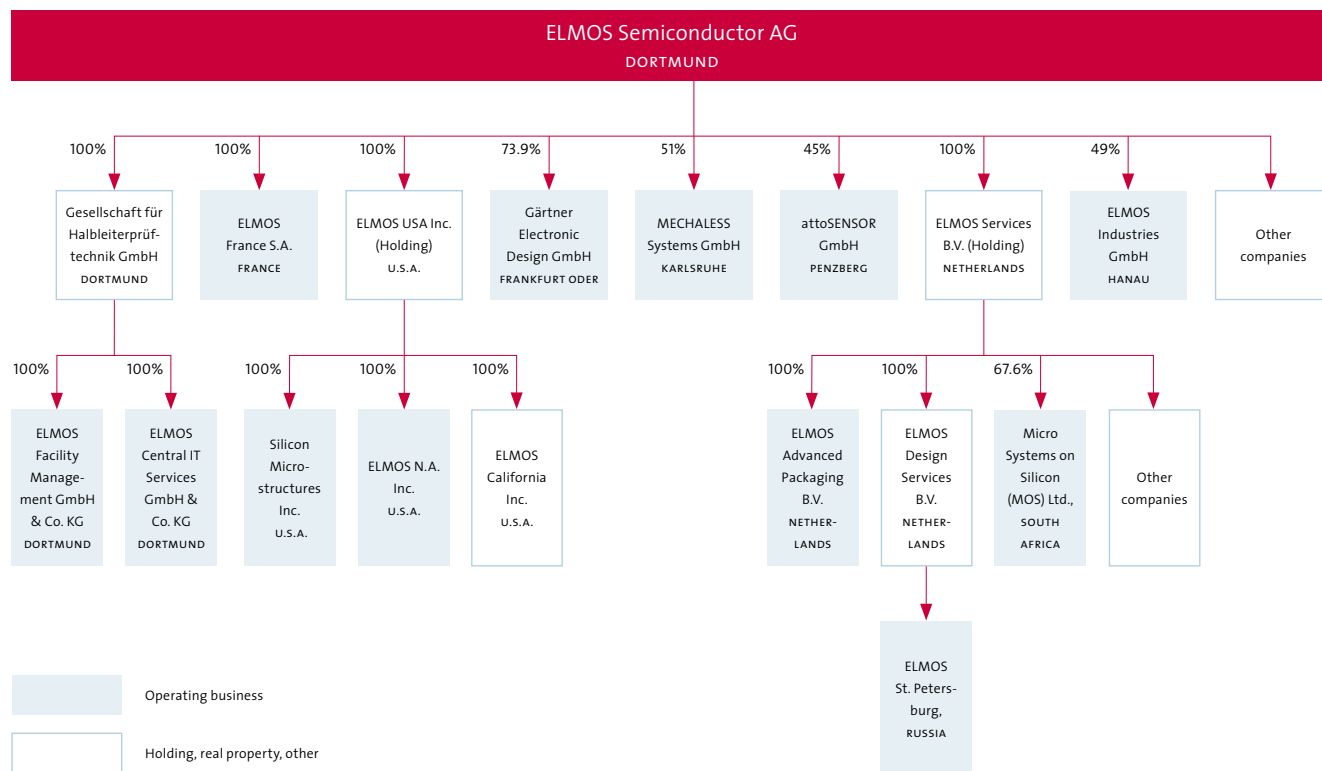 ELMOS Semiconductor AG
DORTMUND
100%
100%
100%
73.9%
51%
45%
100%
49%
Gesellschaft für
Halbleiterprüf-
technik GmbH
DORTMUND
ELMOS
France S.A.
FRANCE
ELMOS USA Inc.
(Holding)
U.S.A.
Gärtner
Electronic
Design GmbH
FRANKFURT ODER
MECHALESS
Systems GmbH
KARLSRUHE
attoSENSOR
GmbH
PENZBERG
ELMOS Services
B.V. (Holding)
NETHERLANDS
ELMOS
Industries
GmbH
HANAU
Other
companies
100%
100%
100%
100%
100%
100%
100%
67.6%
ELMOS
Facility
Manage-
ment GmbH
& Co. KG
DORTMUND
ELMOS
Central IT
Services
GmbH &
Co. KG
DORTMUND
Silicon
Micro-
structures
Inc.
U.S.A.
ELMOS N.A.
Inc.
U.S.A.
ELMOS
California
Inc.
U.S.A.
ELMOS
Advanced
Packaging
B.V.
NETHER-
LANDS
ELMOS
Design
Services
B.V.
NETHER-
LANDS
Micro
Systems on
Silicon
(MOS) Ltd.,
SOUTH
AFRICA
Other
companies
ELMOS
St. Peters-
burg,
RUSSIA
Operating business
Holding, real property, other